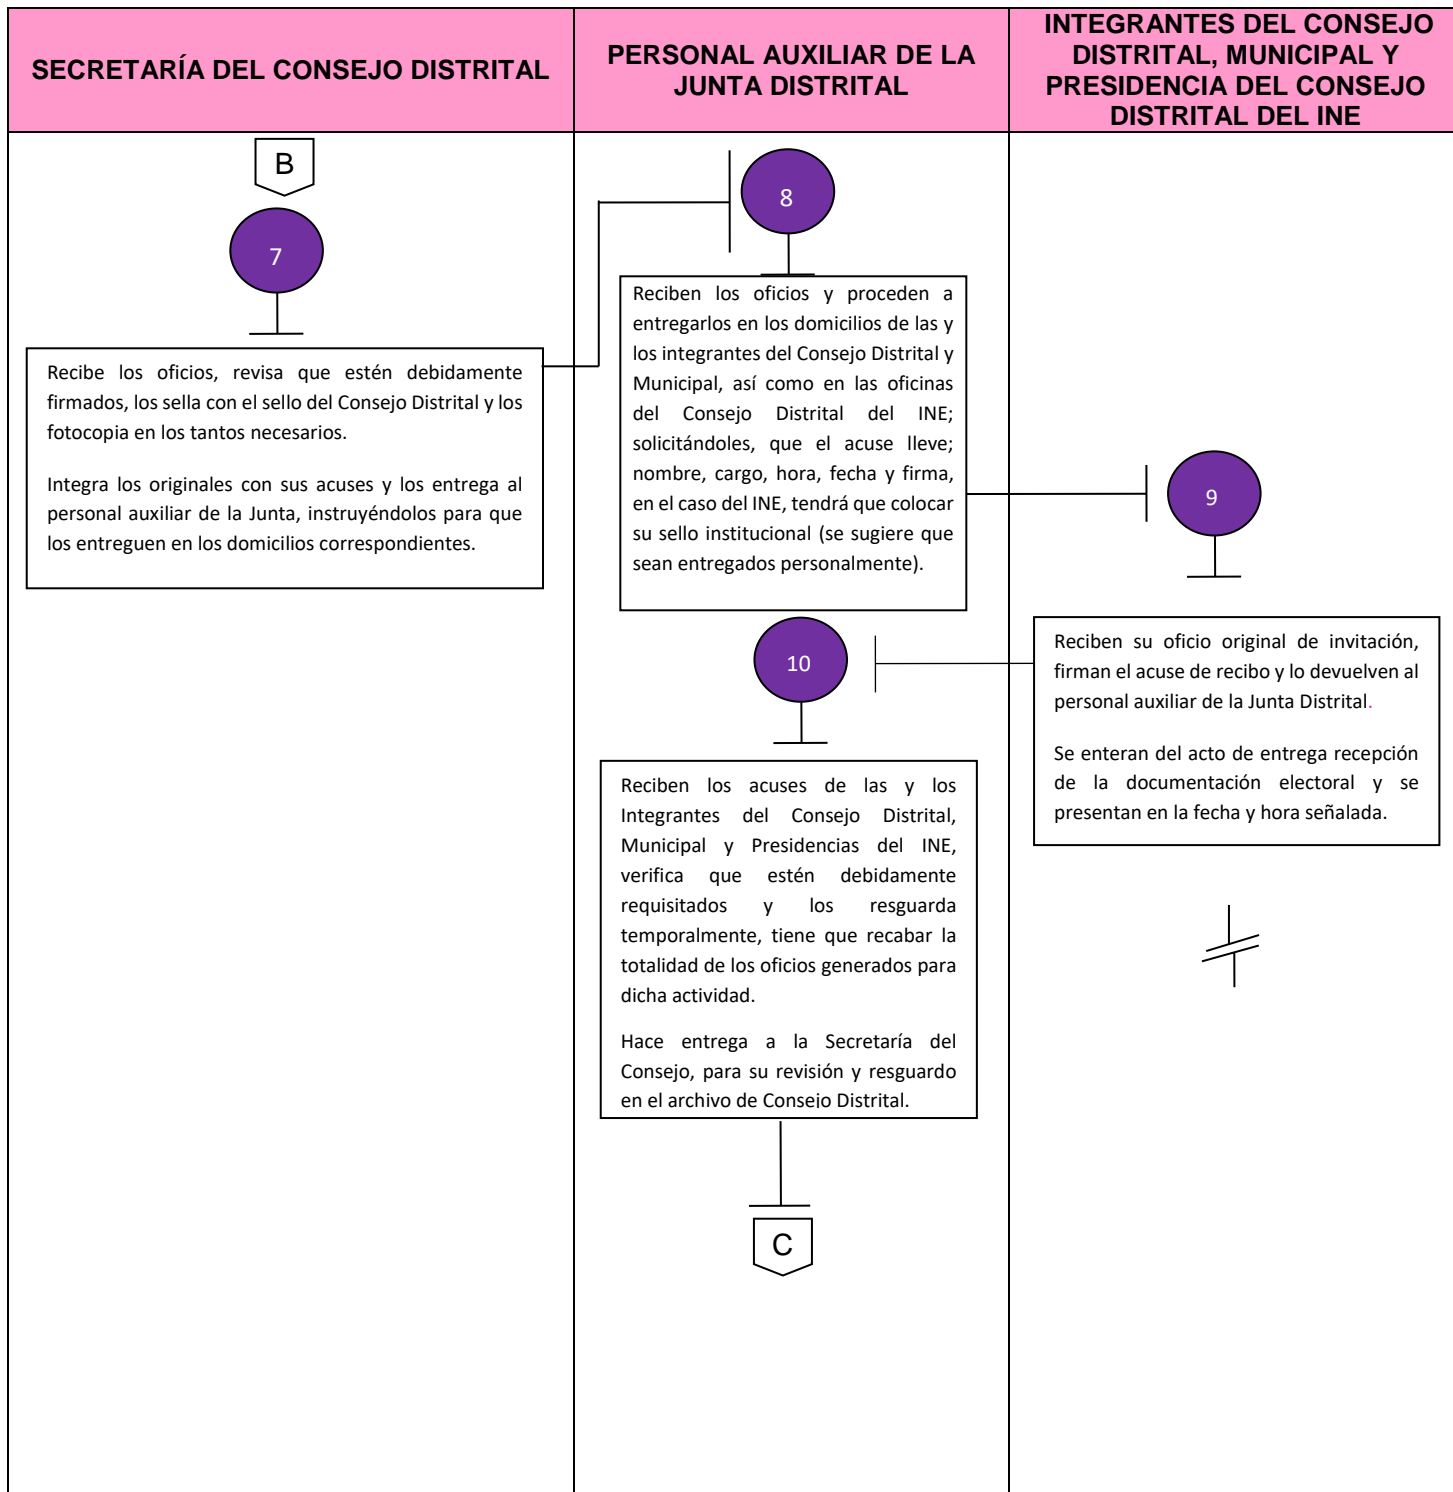 SECRETARÍA DEL CONSEJO DISTRITAL
PERSONAL AUXILIAR DE LA
JUNTA DISTRITAL
INTEGRANTES DEL CONSEJO
DISTRITAL, MUNICIPAL Y
PRESIDENCIA DEL CONSEJO
DISTRITAL DEL INE
B
7
Recibe los oficios, revisa que estén debidamente
firmados, los sella con el sello del Consejo Distrital y los
fotocopia en los tantos necesarios.
Integra los originales con sus acuses y los entrega al
personal auxiliar de la Junta, instruyéndolos para que
los entreguen en los domicilios correspondientes.
8
Reciben los oficios y proceden a
entregarlos en los domicilios de las y
los integrantes del Consejo Distrital y
Municipal, así como en las oficinas
del Consejo Distrital del INE;
solicitándoles, que el acuse lleve;
nombre, cargo, hora, fecha y firma,
en el caso del INE, tendrá que colocar
su sello institucional (se sugiere que
sean entregados personalmente).
9
Reciben su oficio original de invitación,
firman el acuse de recibo y lo devuelven al
personal auxiliar de la Junta Distrital.
Se enteran del acto de entrega recepción
de la documentación electoral y se
presentan en la fecha y hora señalada.
10
Reciben los acuses de las y los
Integrantes del Consejo Distrital,
Municipal y Presidencias del INE,
verifica que estén debidamente
requisitados y los resguarda
temporalmente, tiene que recabar la
totalidad de los oficios generados para
dicha actividad.
Hace entrega a la Secretaría del
Consejo, para su revisión y resguardo
en el archivo de Consejo Distrital.
C